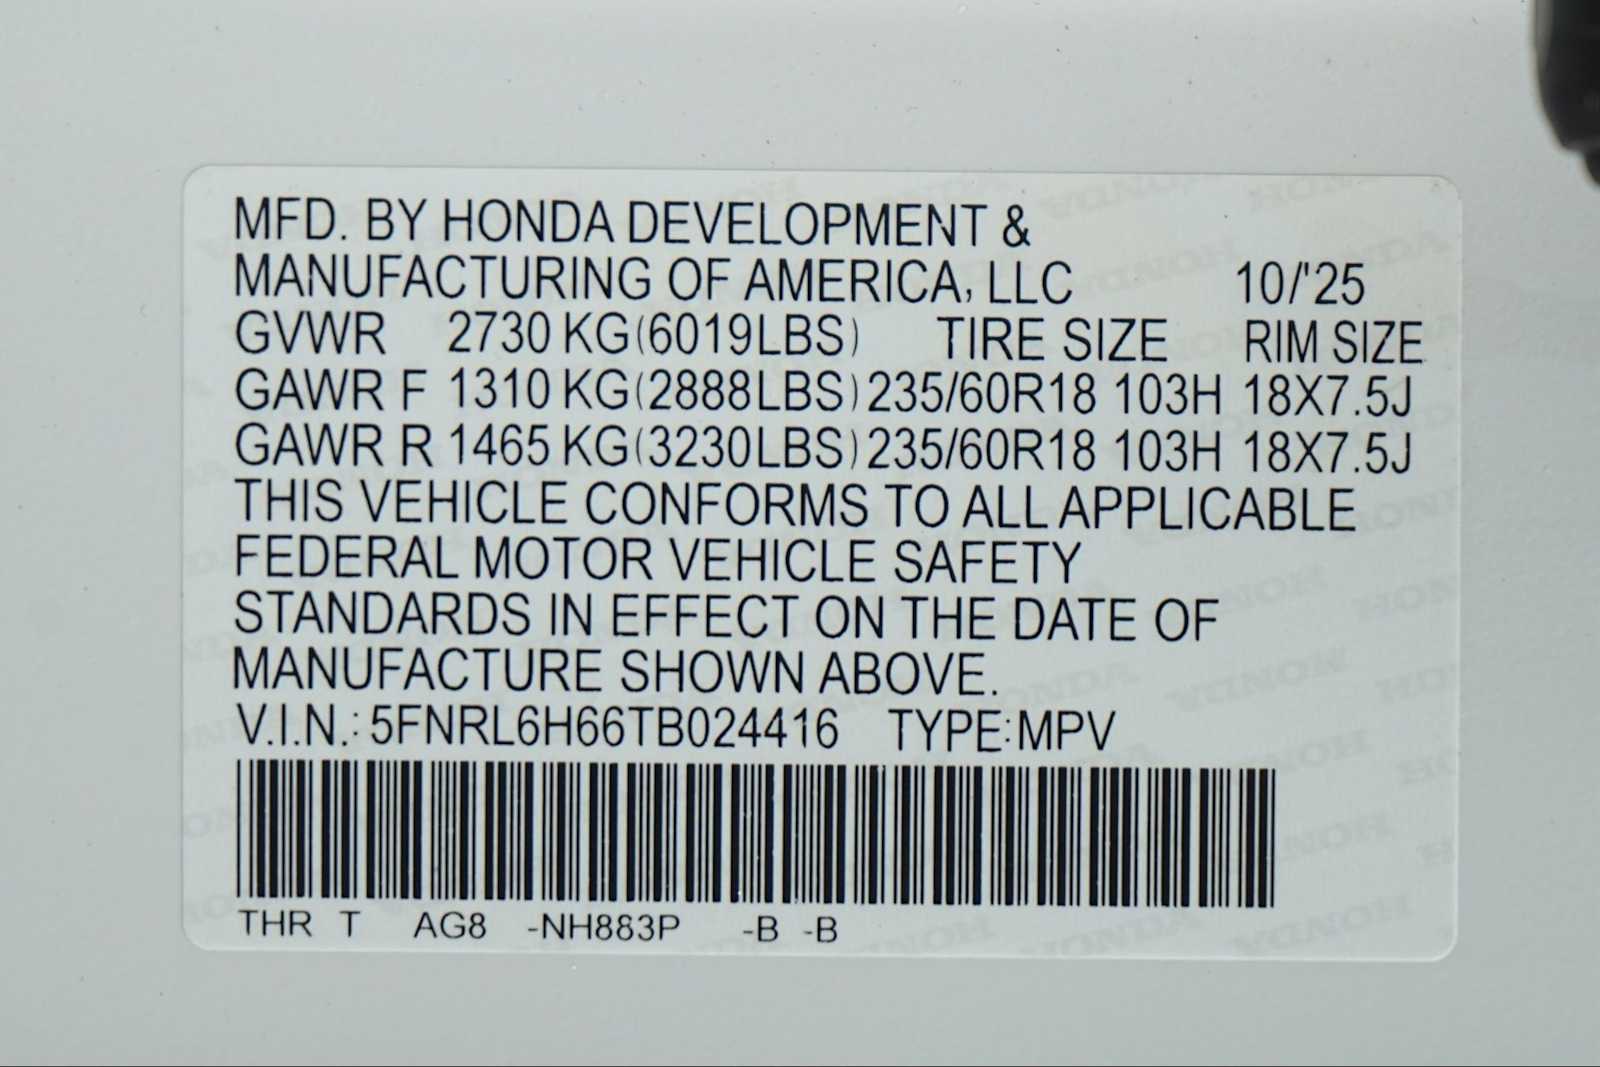 MFD. BY HONDA DEVELOPMENT &
MANUFACTURING OF AMERICA, LLC 10/'25
GVWR 2730 KG(6019LBS) TIRE SIZE RIM SIZE
GAWR F 1310 KG(2888LBS) 235/60R18 103H 18X7.5J
GAWR R 1465 KG(3230LBS) 235/60R18 103H 18X7.5J
THIS VEHICLE CONFORMS TO ALL APPLICABLE
FEDERAL MOTOR VEHICLE SAFETY
STANDARDS IN EFFECT ON THE DATE OF
MANUFACTURE SHOWN ABOVE.
V.I.N.: 5FNRL6H66TB024416 TYPE: MPV
THR T AG8 -NH883P -B -B